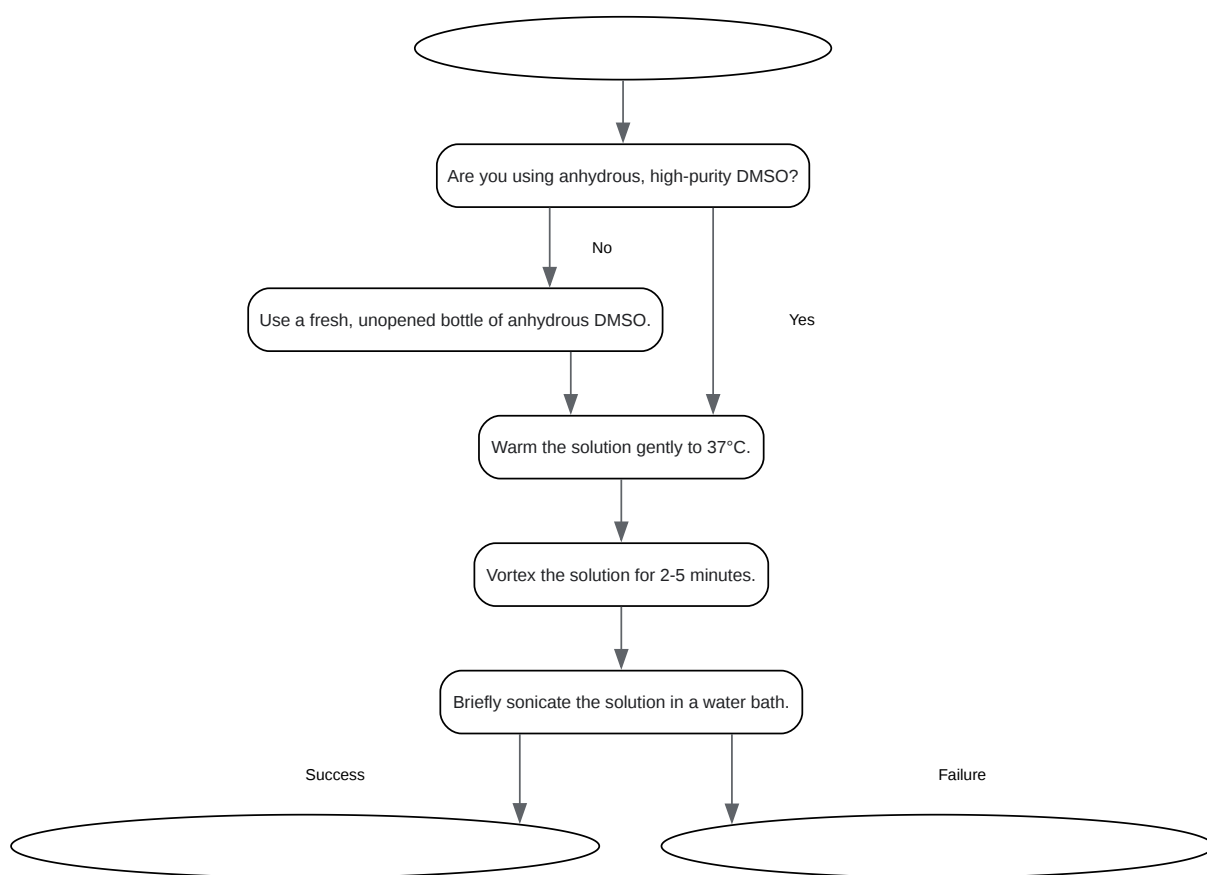 Are you using anhydrous, high-purity DMSO?
No
Use a fresh, unopened bottle of anhydrous DMSO.
Yes
Warm the solution gently to 37°C.
Vortex the solution for 2-5 minutes.
Briefly sonicate the solution in a water bath.
Success
Failure